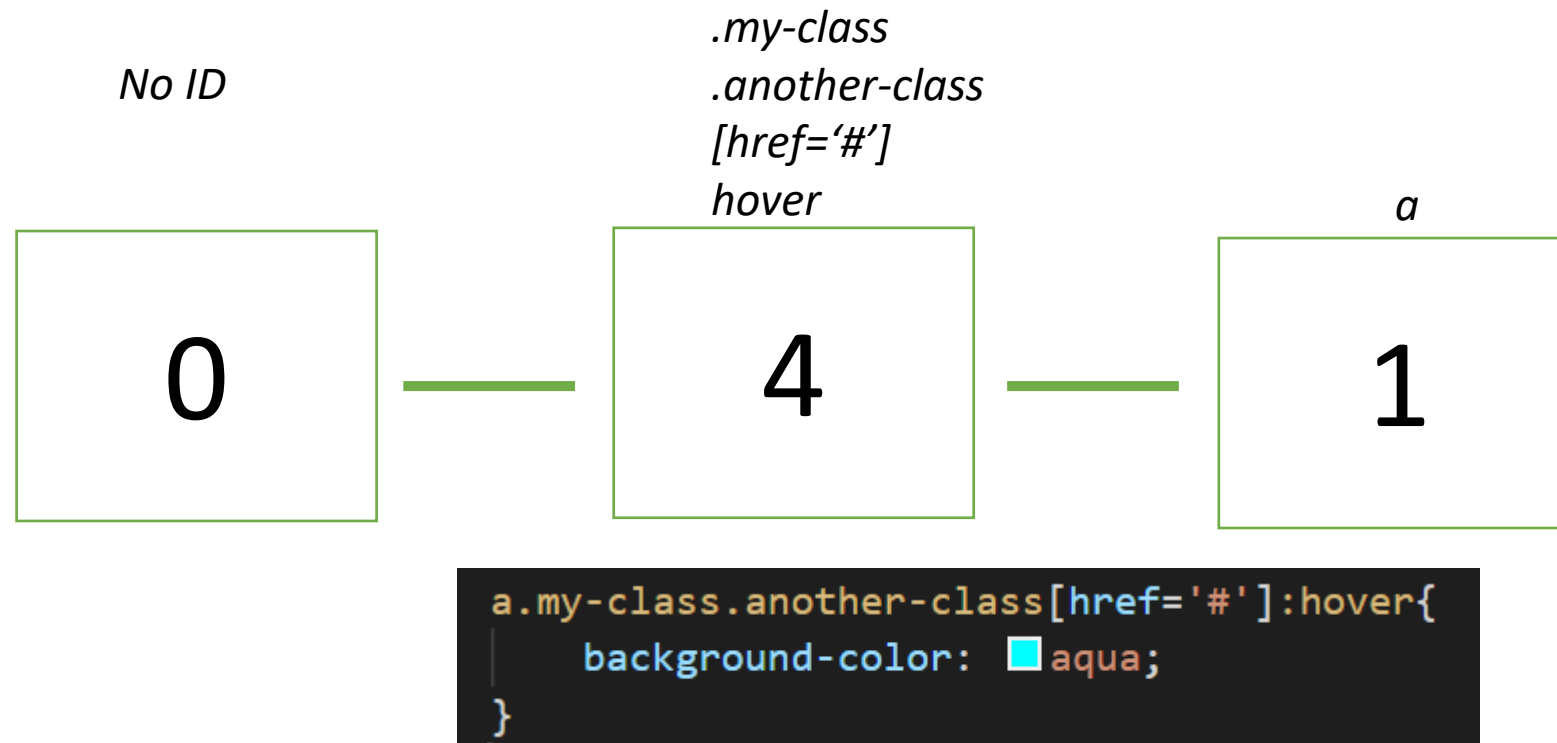 No ID
.my-class
.another-class
[href=‘#’]
hover
a
0
4
1
a.my-class.another-class[href='#']:hover{
background-color: aqua;
}